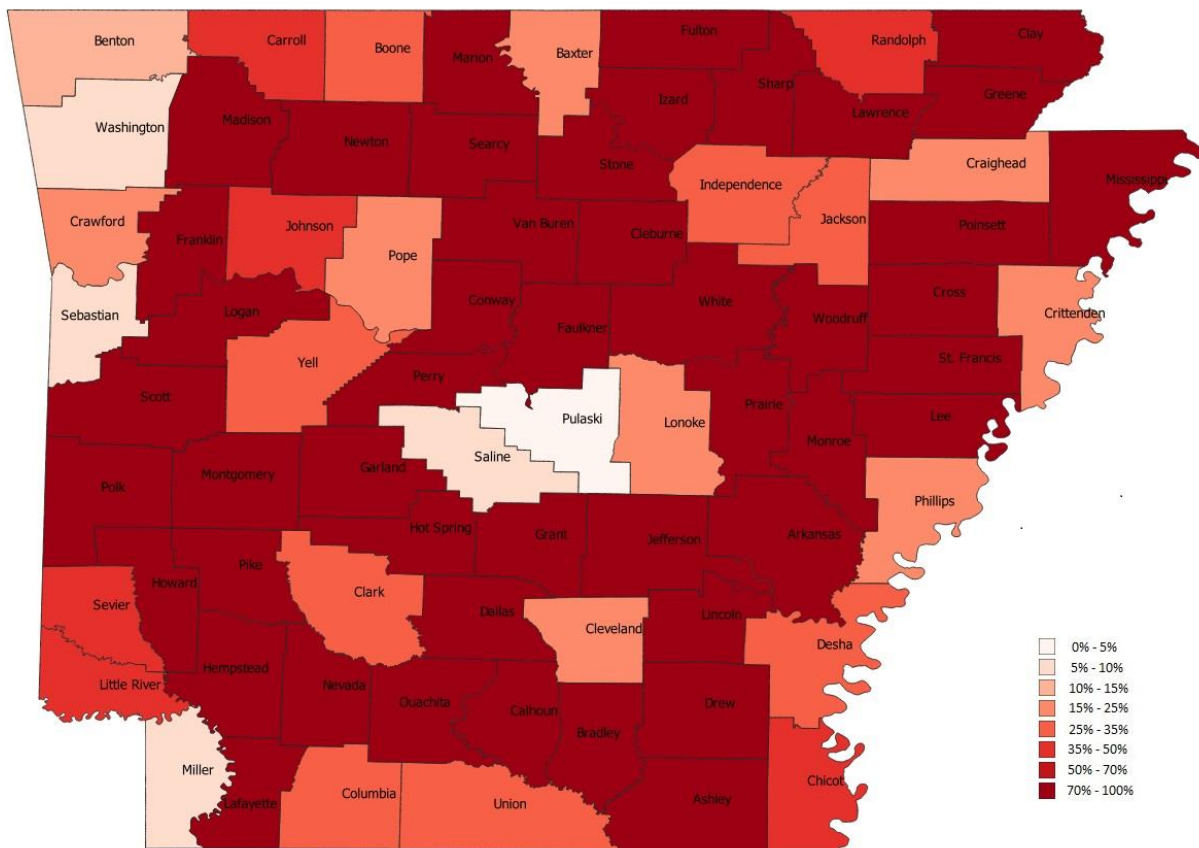 Benton
Carroll
Boone
Marion
Baxter
Fulton
Randolph
Clay
Sharp
Izard
Greene
Lawrence
Washington
Madison
Newton
Searcy
Stone
Craighead
Mississippi
Independence
Jackson
Crawford
Franklin
Johnson
Pope
Van Buren
Cleburne
Poinsett
Sebastian
Logan
Conway
White
Cross
Crittenden
Woodruff
Faulkner
Yell
Perry
St. Francis
Scott
Pulaski
Lonoke
Prairie
Lee
Saline
Monroe
Polk
Montgomery
Garland
Phillips
Hot Spring
Grant
Jefferson
Arkansas
Howard
Pike
Sevier
Clark
Dallas
Lincoln
Cleveland
Desha
Hempstead
Little River
Nevada
Ouachita
Calhoun
Drew
Bradley
Miller
Lafayette
Columbia
Union
Ashley
Chicot
0% - 5%
5% - 10%
10% - 15%
15% - 25%
25% - 35%
35% - 50%
50% - 70%
70% - 100%